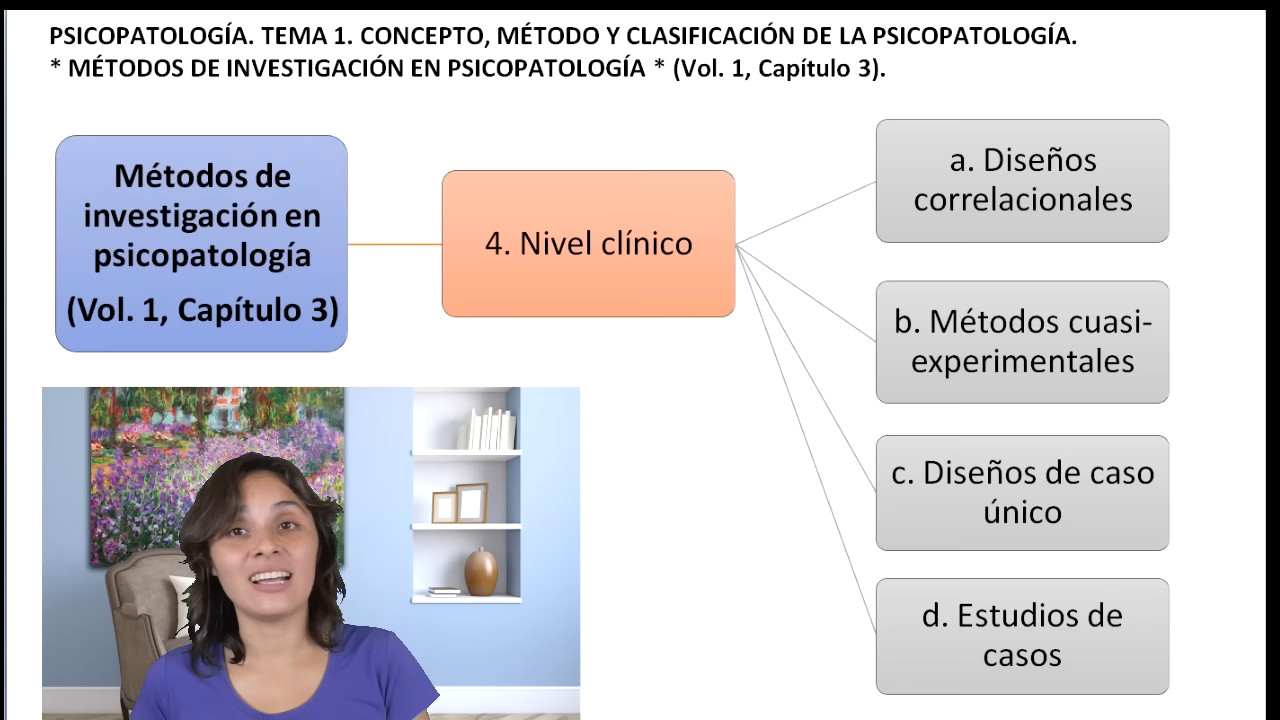 PSICOPATOLOGÍA. TEMA 1. CONCEPTO, MÉTODO Y CLASIFICACIÓN DE LA PSICOPATOLOGÍA.
* MÉTODOS DE INVESTIGACIÓN EN PSICOPATOLOGÍA * (Vol. 1, Capítulo 3).
Métodos de
investigación en
psicopatología
(Vol. 1, Capítulo 3)
4. Nivel clínico
a. Diseños
correlacionales
b. Métodos cuasi-
experimentales
c. Diseños de caso
único
d. Estudios de
casos